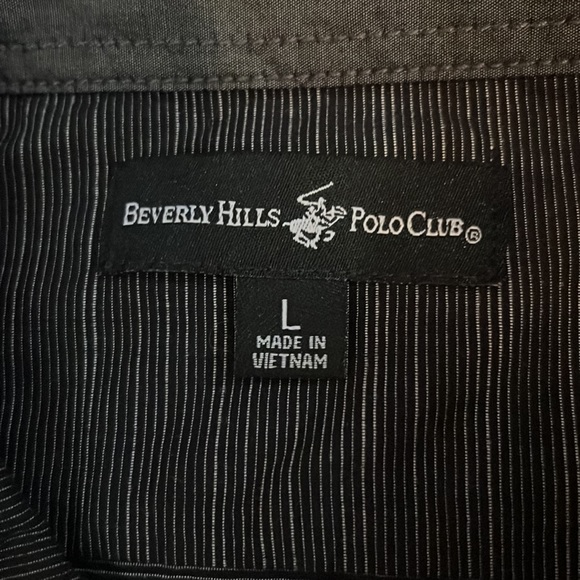 BEVERLY HILLS POLO CLUB®
L
MADE IN
VIETNAM